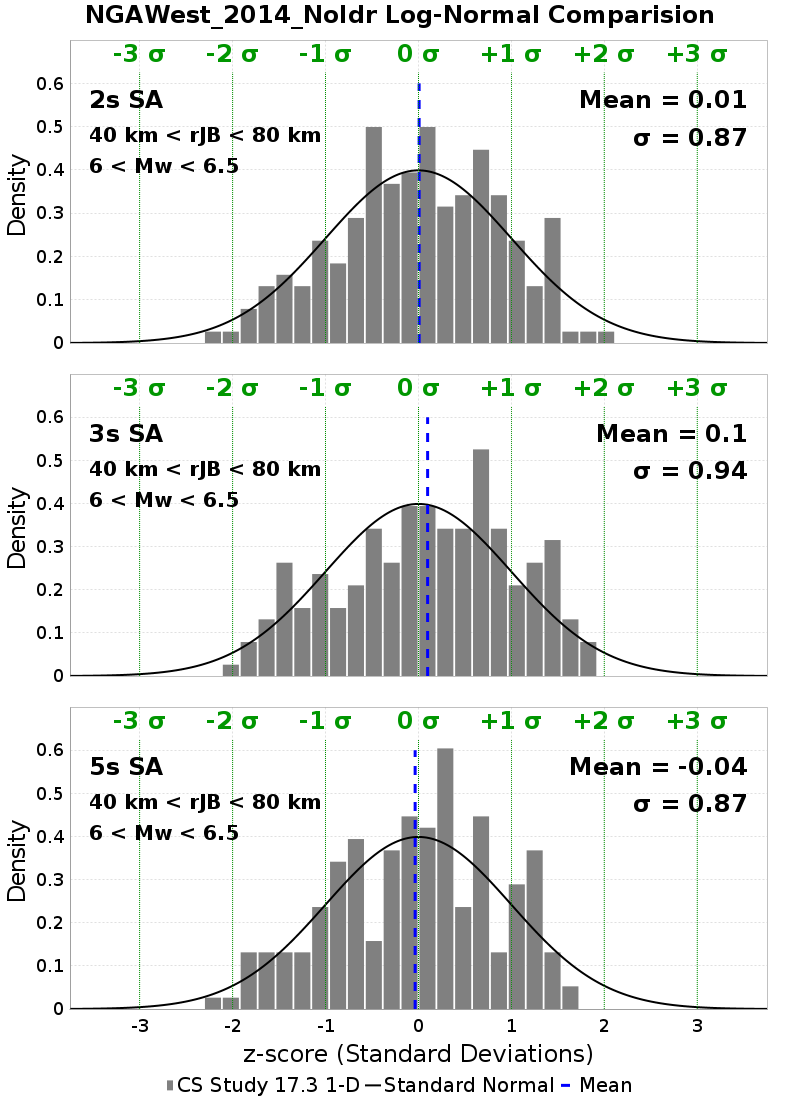 NGAWest_2014_NoIdr Log-Normal Comparision
-3 σ -2 σ -1 σ 0 σ +1 σ +2 σ +3 σ
2s SA Mean = 0.01
40 km < rJB < 80 km σ = 0.87
6 < Mw < 6.5
0.6
0.5
0.4
0.3
0.2
0.1
0
Density
-3 σ -2 σ -1 σ 0 σ +1 σ +2 σ +3 σ
3s SA Mean = 0.1
40 km < rJB < 80 km σ = 0.94
6 < Mw < 6.5
0.6
0.5
0.4
0.3
0.2
0.1
0
Density
-3 σ -2 σ -1 σ 0 σ +1 σ +2 σ +3 σ
5s SA Mean = -0.04
40 km < rJB < 80 km σ = 0.87
6 < Mw < 6.5
0.6
0.5
0.4
0.3
0.2
0.1
0
Density
-3 -2 -1 0 1 2 3
z-score (Standard Deviations)
CS Study 17.3 1-D Standard Normal Mean